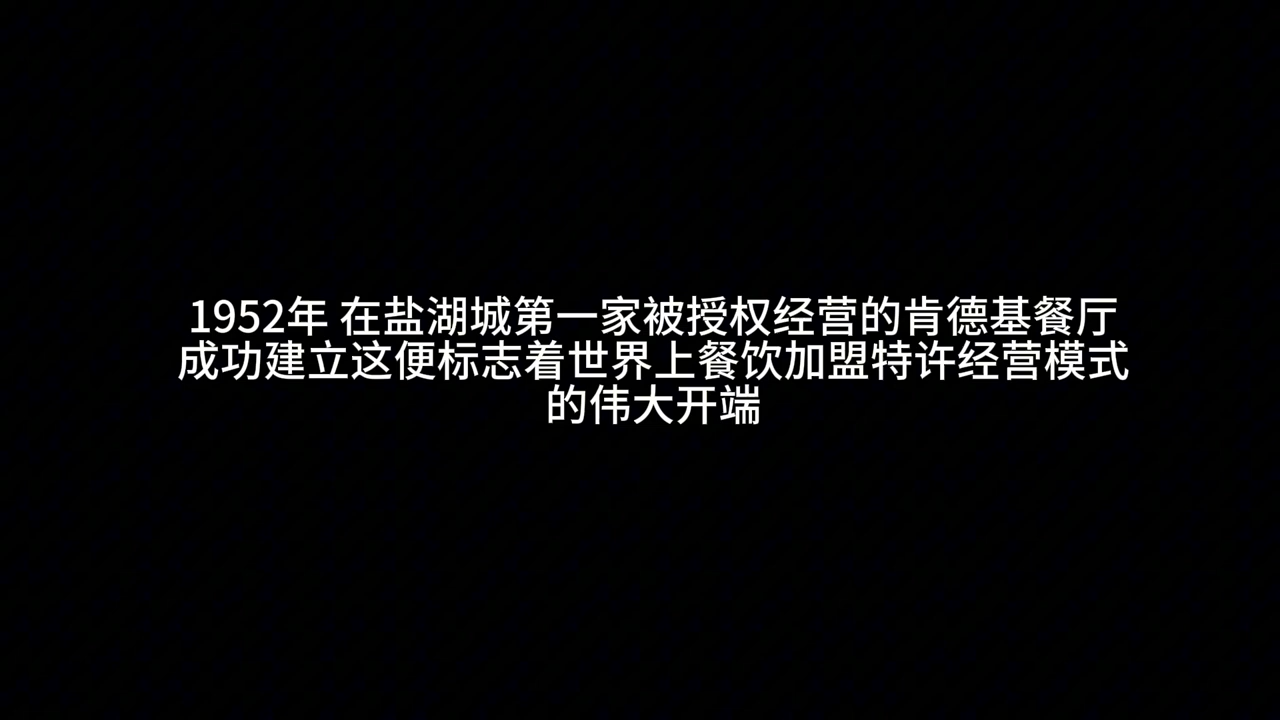 1952年 在盐湖城第一家被授权经营的肯德基餐厅
成功建立这便标志着世界上餐饮加盟特许经营模式
的伟大开端